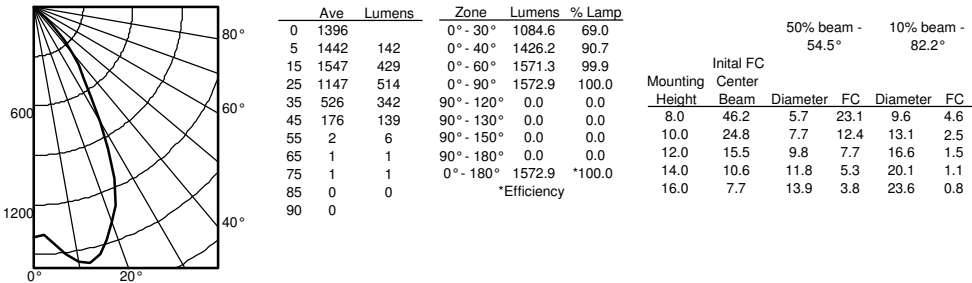 80°
600
60°
1200
40°
0°
20°
Ave Lumens
0 1396
5 1442 142
15 1547 429
25 1147 514
35 526 342
45 176 139
55 2 6
65 1 1
75 1 1
85 0 0
90 0
Zone Lumens % Lamp
0°- 30° 1084.6 69.0
0°- 40° 1426.2 90.7
0°- 60° 1571.3 99.9
0°- 90° 1572.9 100.0
90°- 120° 0.0 0.0
90°- 130° 0.0 0.0
90°- 150° 0.0 0.0
90°- 180° 0.0 0.0
0°- 180° 1572.9 *100.0
*Efficiency
50% beam - 10% beam -
54.5° 82.2°
Inital FC
Mounting Center
Height Beam Diameter FC Diameter FC
8.0 46.2 5.7 23.1 9.6 4.6
10.0 24.8 7.7 12.4 13.1 2.5
12.0 15.5 9.8 7.7 16.6 1.5
14.0 10.6 11.8 5.3 20.1 1.1
16.0 7.7 13.9 3.8 23.6 0.8